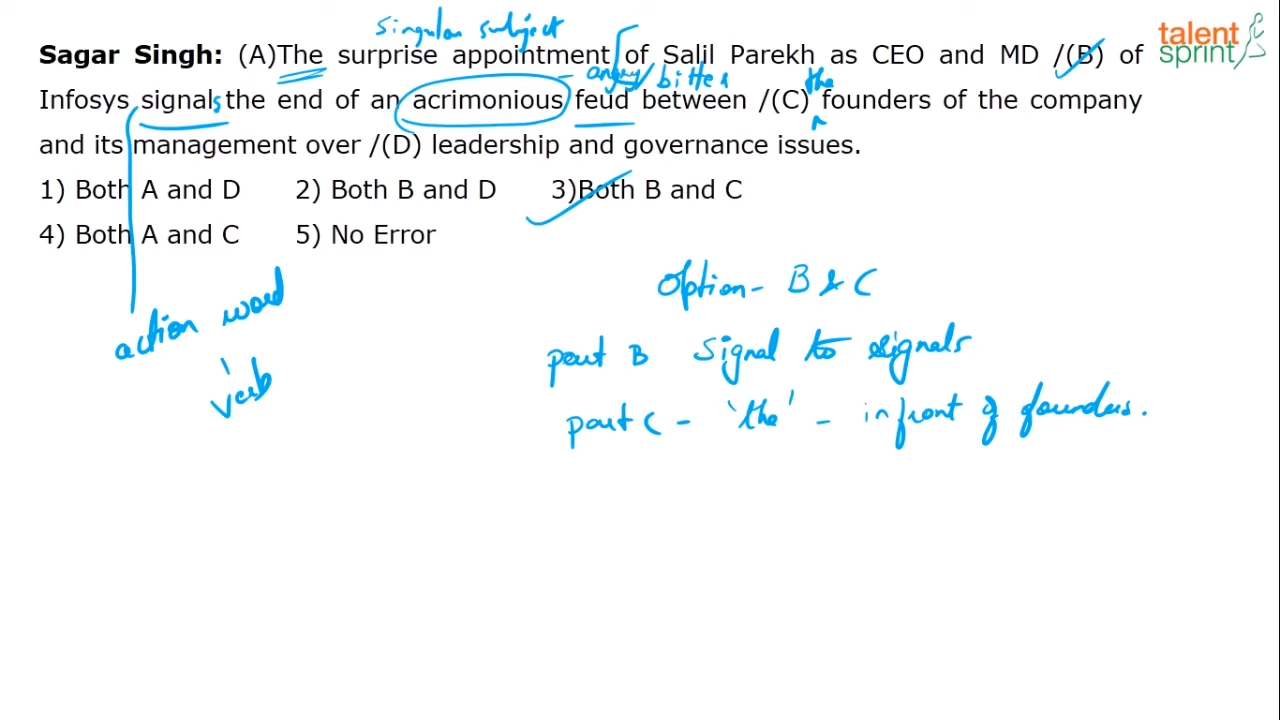 singular subject
talent
sprint
Sagar Singh: (A)The surprise appointment of Salil Parekh as CEO and MD /(B) of
angry/bitter the
Infosys signals the end of an acrimonious feud between /(C) founders of the company
and its management over /(D) leadership and governance issues.
1) Both A and D 2) Both B and D 3)Both B and C
4) Both A and C 5) No Error
option - B & C
action word
verb
part B signal to signals
part C - 'the' - infront of founders.